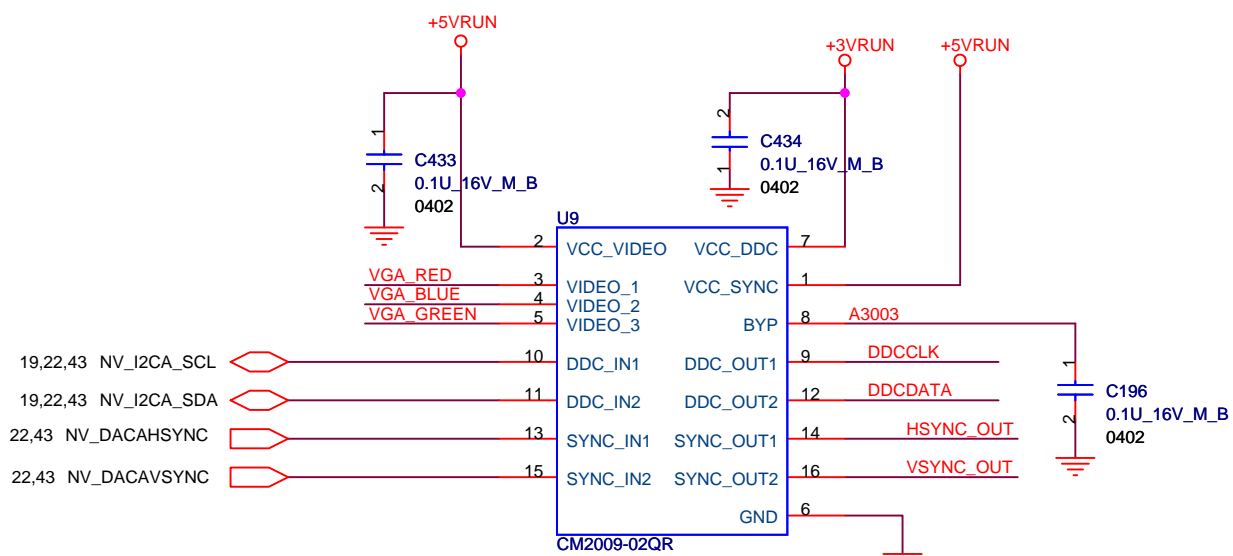 +5VRUN
+3VRUN
+5VRUN
1
C433
0.1U_16V_M_B
2
0402
2
C434
0.1U_16V_M_B
1
0402
U9
2 VCC_VIDEO VCC_DDC 7
VGA_RED 3 VIDEO_1 VCC_SYNC 1
VGA_BLUE 4 VIDEO_2
VGA_GREEN 5 VIDEO_3 BYP 8 A3003
19,22,43 NV_I2CA_SCL 10 DDC_IN1 DDC_OUT1 9 DDCCLK
19,22,43 NV_I2CA_SDA 11 DDC_IN2 DDC_OUT2 12 DDCDATA
22,43 NV_DACAHSYNC 13 SYNC_IN1 SYNC_OUT1 14 HSYNC_OUT
22,43 NV_DACAVSYNC 15 SYNC_IN2 SYNC_OUT2 16 VSYNC_OUT
GND 6
CM2009-02QR
1
C196
0.1U_16V_M_B
2
0402